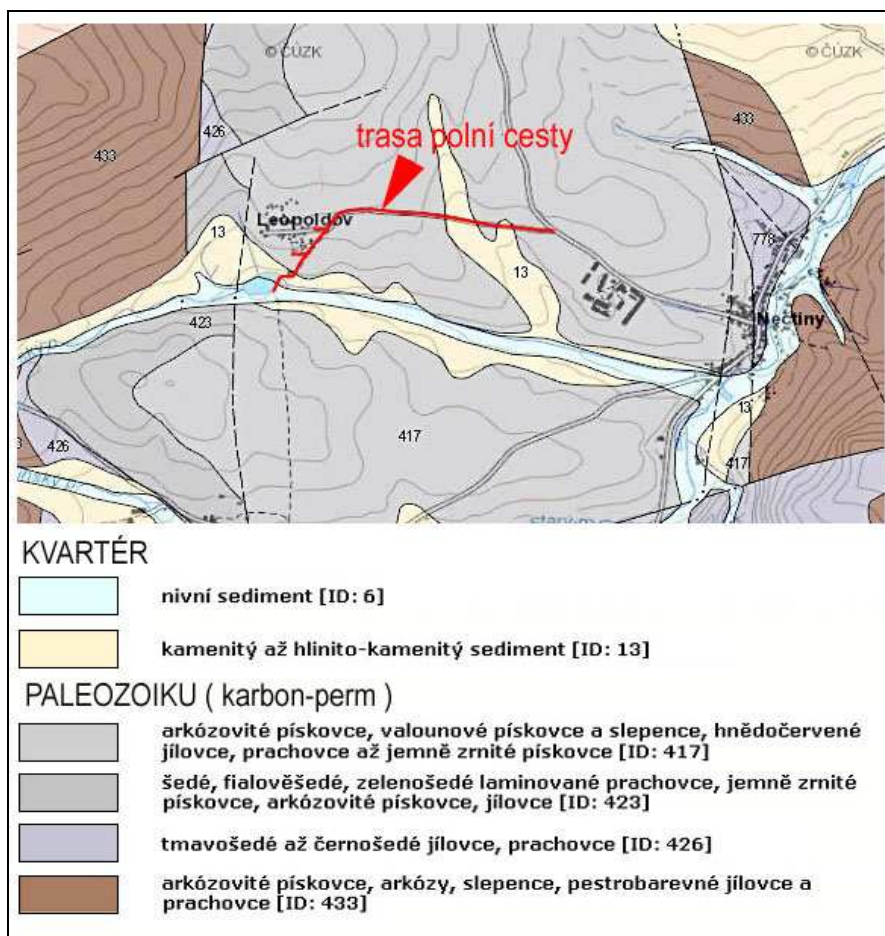 © ČÚZK
© ČÚZK
426
433
433
trasa polní cesty
Leopoldov
13
13
778
423
Nečtiny
13
417
426
417
KVARTÉR
nivní sediment [ID: 6]
kamenitý až hlinito-kamenitý sediment [ID: 13]
PALEOZOIKU ( karbon-perm )
arkózovité pískovce, valounové pískovce a slepence, hnědočervené
jílovce, prachovce až jemně zrnité pískovce [ID: 417]
šedé, fialověšedé, zelenošedé laminované prachovce, jemně zrnité
pískovce, arkózovité pískovce, jílovce [ID: 423]
tmavošedé až černošedé jílovce, prachovce [ID: 426]
arkózovité pískovce, arkózy, slepence, pestrobarevné jílovce a
prachovce [ID: 433]